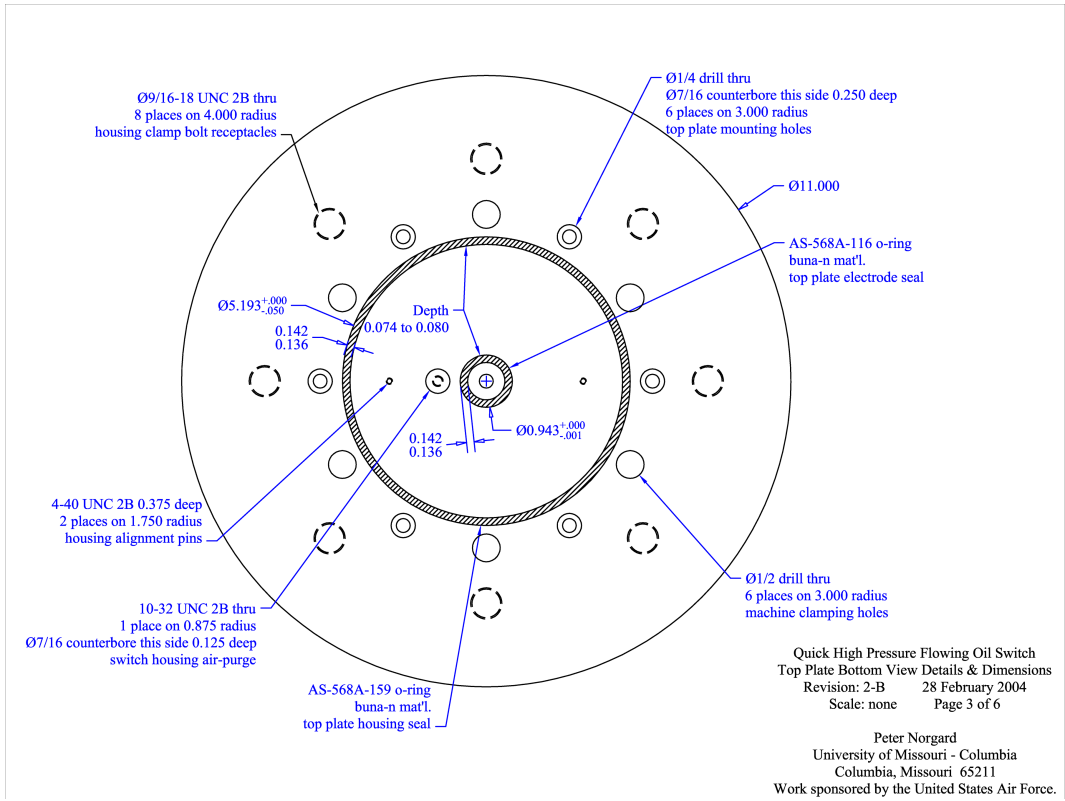 Ø9/16-18 UNC 2B thru
8 places on 4.000 radius
housing clamp bolt receptacles
Ø1/4 drill thru
Ø7/16 counterbore this side 0.250 deep
6 places on 3.000 radius
top plate mounting holes
Ø11.000
AS-568A-116 o-ring
buna-n mat'l.
top plate electrode seal
Ø5.193 +.000 -.050
0.142
0.136
Depth
0.074 to 0.080
0.142
0.136
Ø0.943 +.000 -.001
4-40 UNC 2B 0.375 deep
2 places on 1.750 radius
housing alignment pins
10-32 UNC 2B thru
1 place on 0.875 radius
Ø7/16 counterbore this side 0.125 deep
switch housing air-purge
AS-568A-159 o-ring
buna-n mat'l.
top plate housing seal
Ø1/2 drill thru
6 places on 3.000 radius
machine clamping holes
Quick High Pressure Flowing Oil Switch
Top Plate Bottom View Details & Dimensions
Revision: 2-B 28 February 2004
Scale: none Page 3 of 6
Peter Norgard
University of Missouri - Columbia
Columbia, Missouri 65211
Work sponsored by the United States Air Force.